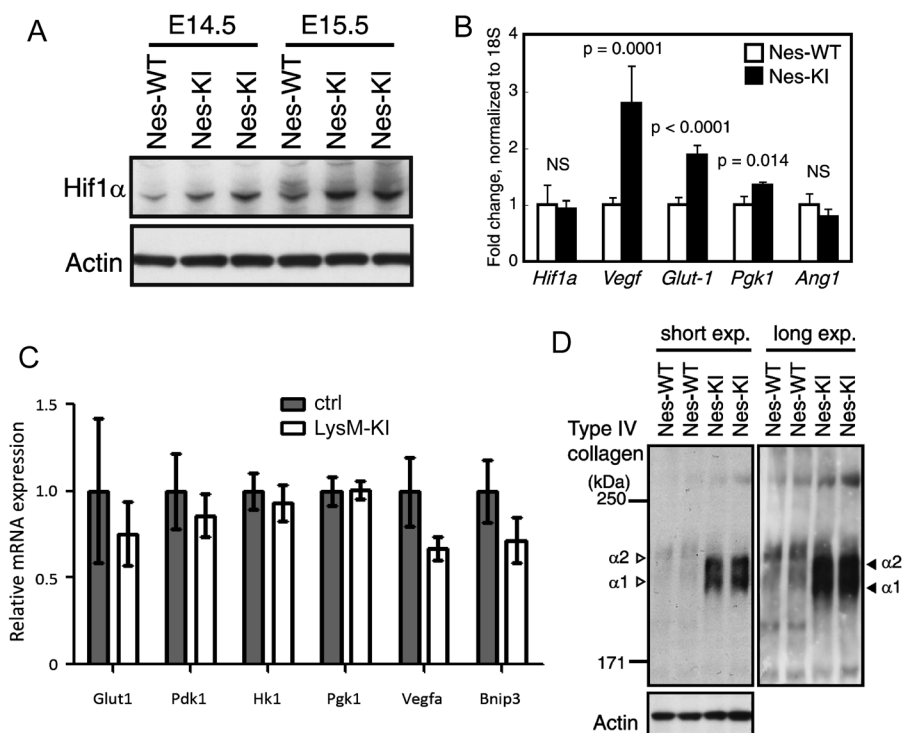 A
E14.5 E15.5
Nes-WT Nes-KI Nes-KI Nes-WT Nes-KI Nes-KI
Hif1α
Actin
B
Fold change, normalized to 18S
4
3
2
1
0
Nes-WT
Nes-KI
NS
p = 0.0001
p < 0.0001
p = 0.014
NS
Hif1a Vegf Glut-1 Pgk1 Ang1
C
Relative mRNA expression
1.5
1.0
0.5
0
ctrl
LysM-KI
Glut1 Pdk1 Hk1 Pgk1 Vegfa Bnip3
D
short exp. long exp.
Nes-WT Nes-WT Nes-KI Nes-KI Nes-WT Nes-WT Nes-KI Nes-KI
Type IV
collagen
(kDa)
250
α2 α2
α1 α1
171
Actin